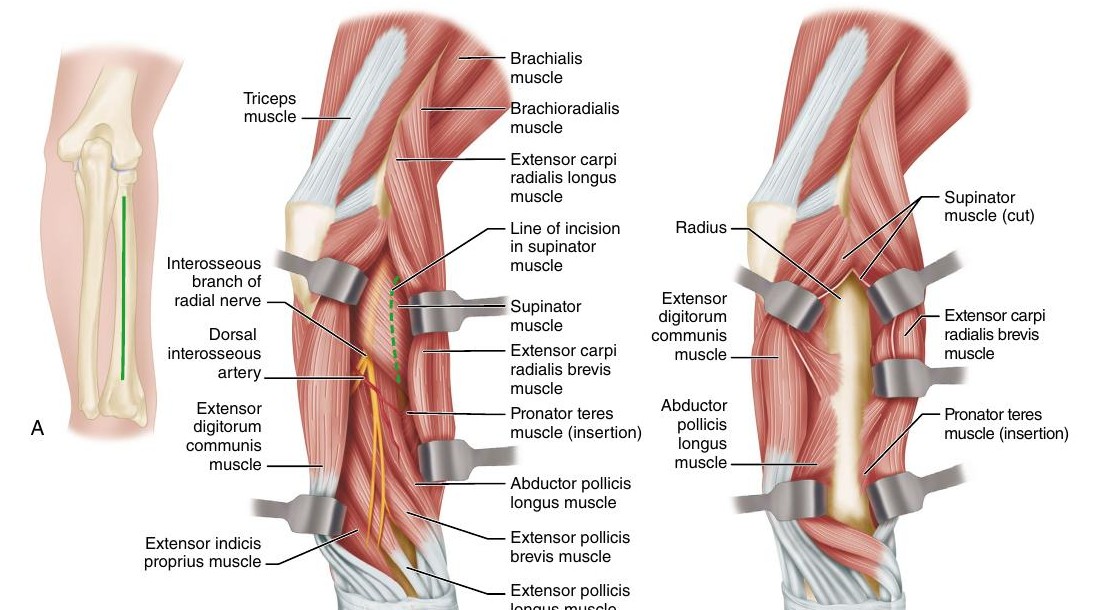 A
Triceps
muscle
Interosseous
branch of
radial nerve
Dorsal
interosseous
artery
Extensor
digitorum
communis
muscle
Extensor indicis
proprius muscle
Brachialis
muscle
Brachioradialis
muscle
Extensor carpi
radialis longus
muscle
Line of incision
in supinator
muscle
Supinator
muscle
Extensor carpi
radialis brevis
muscle
Pronator teres
muscle (insertion)
Abductor pollicis
longus muscle
Extensor pollicis
brevis muscle
Extensor pollicis
longus muscle
Radius
Extensor
digitorum
communis
muscle
Abductor
pollicis
longus
muscle
Supinator
muscle (cut)
Extensor carpi
radialis brevis
muscle
Pronator teres
muscle (insertion)